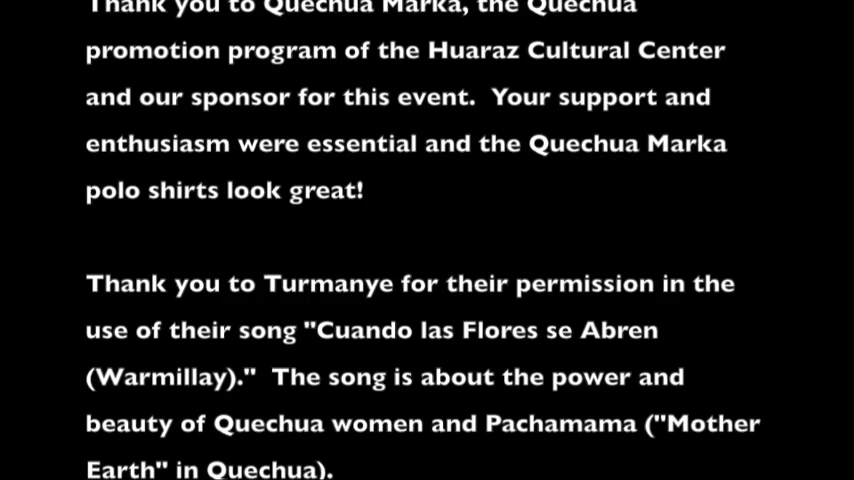 Thank you to Quechua Marka, the Quechua
promotion program of the Huaraz Cultural Center
and our sponsor for this event.  Your support and
enthusiasm were essential and the Quechua Marka
polo shirts look great!
Thank you to Turmanye for their permission in the
use of their song "Cuando las Flores se Abren
(Warmillay)."  The song is about the power and
beauty of Quechua women and Pachamama ("Mother
Earth" in Quechua).